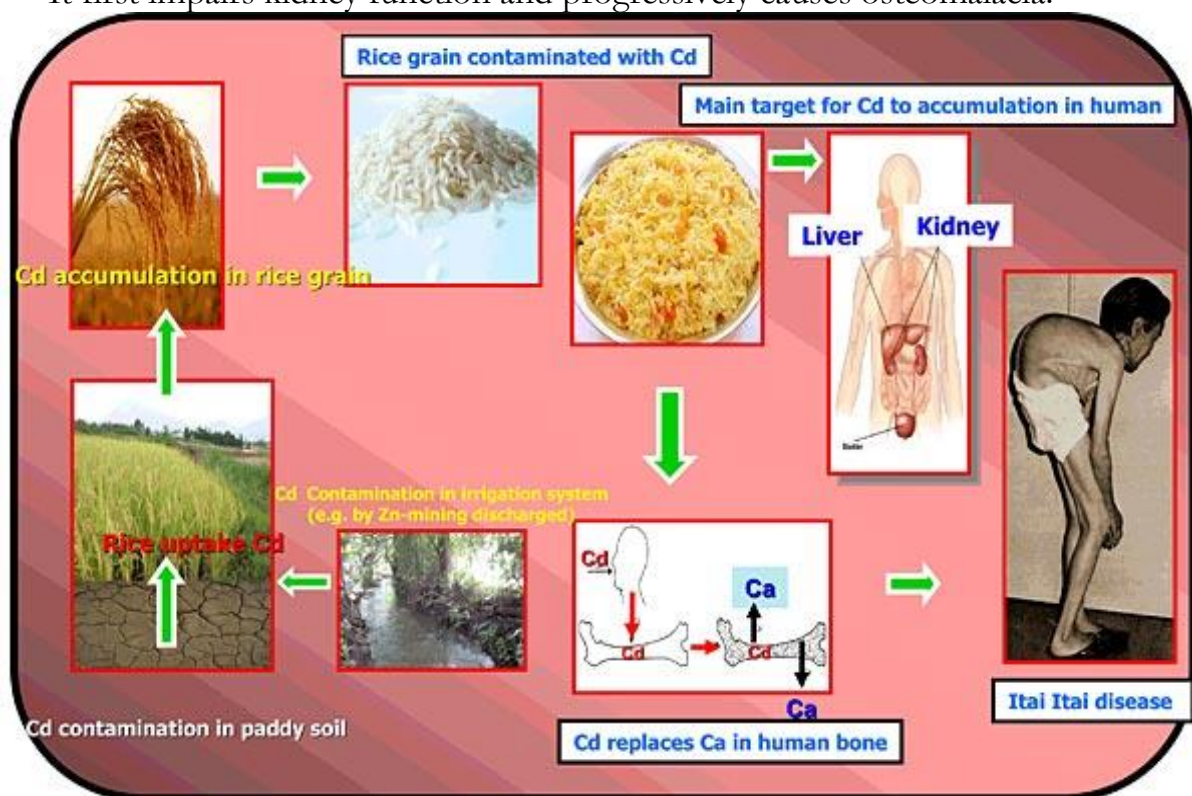 It first impairs kidney function and progressively causes osteomalacia.
Rice grain contaminated with Cd
Main target for Cd to accumulation in human
Liver
Kidney
Cd accumulation in rice grain
Cd Contamination in irrigation system
(e.g. by Zn-mining discharged)
Rice uptake Cd
Cd
Ca
Cd
Cd
Ca
Itai Itai disease
Cd contamination in paddy soil
Cd replaces Ca in human bone